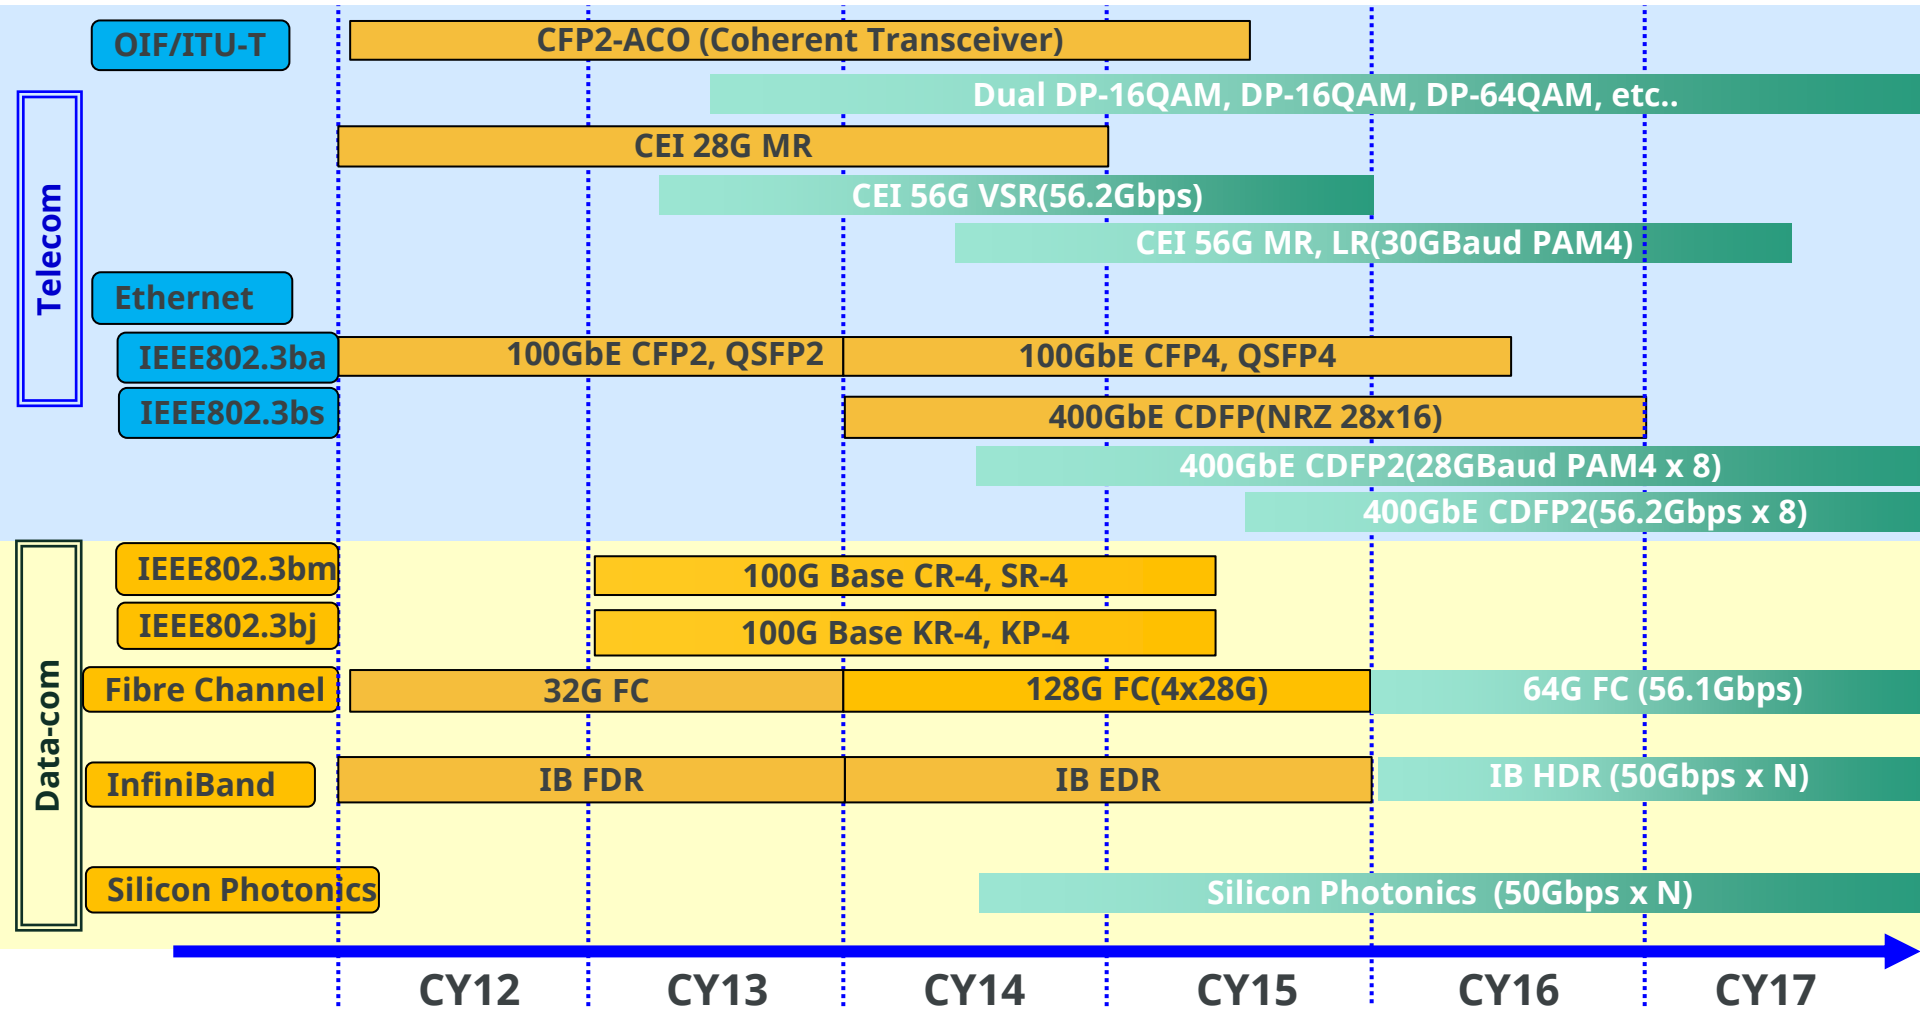 OIF/ITU-T
CFP2-ACO (Coherent Transceiver)
Dual DP-16QAM, DP-16QAM, DP-64QAM, etc..
CEI 28G MR
CEI 56G VSR(56.2Gbps)
CEI 56G MR, LR(30GBaud PAM4)
Telecom
Ethernet
IEEE802.3ba
100GbE CFP2, QSFP2
100GbE CFP4, QSFP4
IEEE802.3bs
400GbE CDFP(NRZ 28x16)
400GbE CDFP2(28GBaud PAM4 x 8)
400GbE CDFP2(56.2Gbps x 8)
IEEE802.3bm
100G Base CR-4, SR-4
IEEE802.3bj
100G Base KR-4, KP-4
Data-com
Fibre Channel
32G FC
128G FC(4x28G)
64G FC (56.1Gbps)
InfiniBand
IB FDR
IB EDR
IB HDR (50Gbps x N)
Silicon Photonics
Silicon Photonics (50Gbps x N)
CY12
CY13
CY14
CY15
CY16
CY17